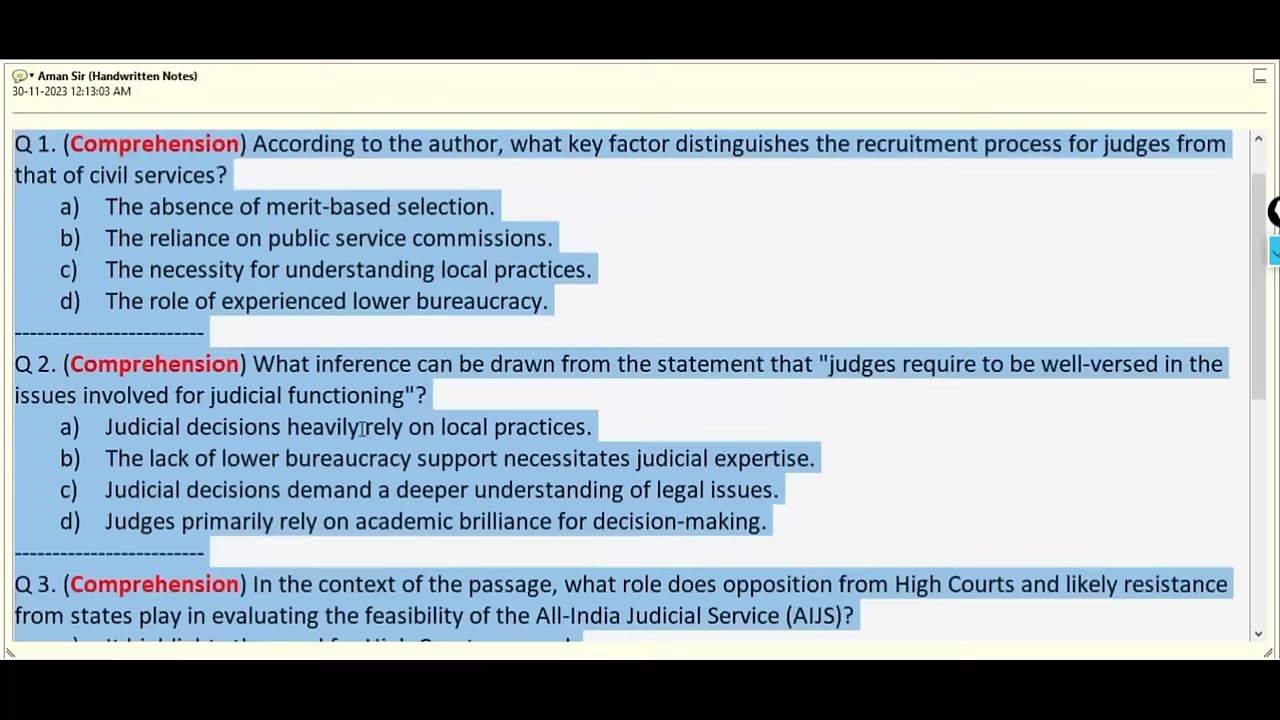 Aman Sir (Handwritten Notes)
30-11-2023 12:13:03 AM
Q 1. (Comprehension) According to the author, what key factor distinguishes the recruitment process for judges from
that of civil services?
a) The absence of merit-based selection.
b) The reliance on public service commissions.
c) The necessity for understanding local practices.
d) The role of experienced lower bureaucracy.
-------------------------
Q 2. (Comprehension) What inference can be drawn from the statement that "judges require to be well-versed in the
issues involved for judicial functioning"?
a) Judicial decisions heavily rely on local practices.
b) The lack of lower bureaucracy support necessitates judicial expertise.
c) Judicial decisions demand a deeper understanding of legal issues.
d) Judges primarily rely on academic brilliance for decision-making.
-------------------------
Q 3. (Comprehension) In the context of the passage, what role does opposition from High Courts and likely resistance
from states play in evaluating the feasibility of the All-India Judicial Service (AIJS)?